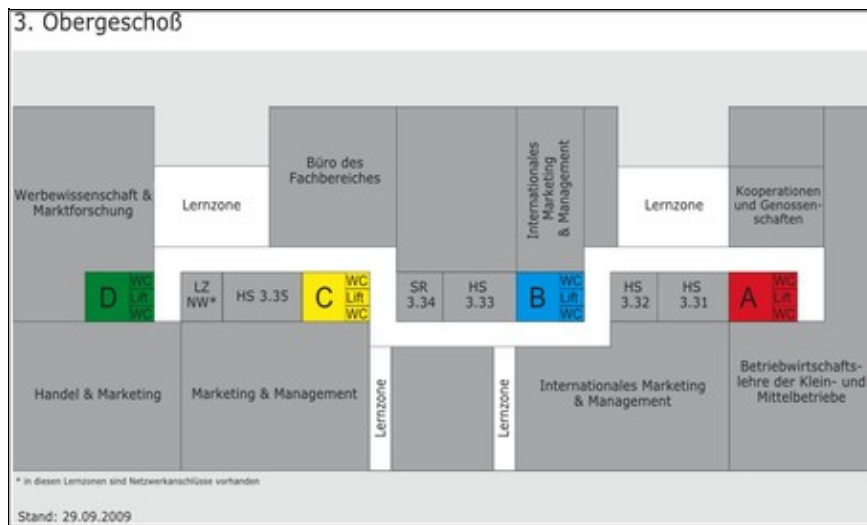 3. Obergeschoß
Büro des
Fachbereiches
Internationales
Marketing
& Management
Werbewissenschaft &
Marktforschung
Lernzone
Lernzone
Kooperationen
und Genossen-
schaften
D
WC
Lift
WC
LZ
NW*
HS 3.35
C
WC
Lift
WC
SR
3.34
HS
3.33
B
WC
Lift
WC
HS
3.32
HS
3.31
A
WC
Lift
WC
Handel & Marketing
Marketing & Management
Lernzone
Lernzone
Internationales Marketing
& Management
Betriebwirtschafts-
lehre der Klein- und
Mittelbetriebe
* in diesen Lernzonen sind Netzwerkanschlüsse vorhanden
Stand: 29.09.2009